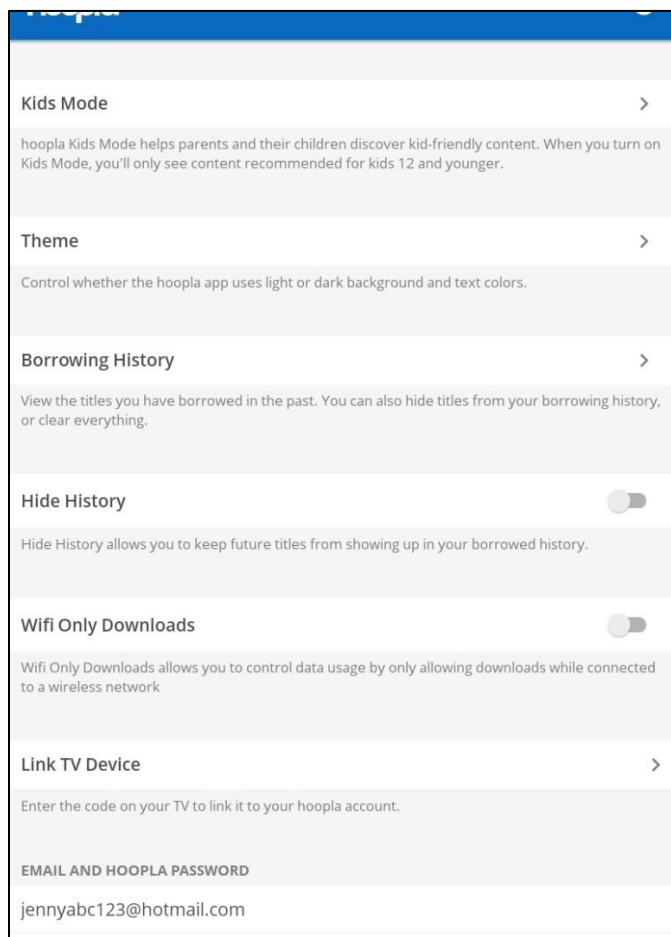 Kids Mode
hoopla Kids Mode helps parents and their children discover kid-friendly content. When you turn on
Kids Mode, you'll only see content recommended for kids 12 and younger.
Theme
Control whether the hoopla app uses light or dark background and text colors.
Borrowing History
View the titles you have borrowed in the past. You can also hide titles from your borrowing history,
or clear everything.
Hide History
Hide History allows you to keep future titles from showing up in your borrowed history.
Wifi Only Downloads
Wifi Only Downloads allows you to control data usage by only allowing downloads while connected
to a wireless network
Link TV Device
Enter the code on your TV to link it to your hoopla account.
EMAIL AND HOOPLA PASSWORD
jennyabc123@hotmail.com